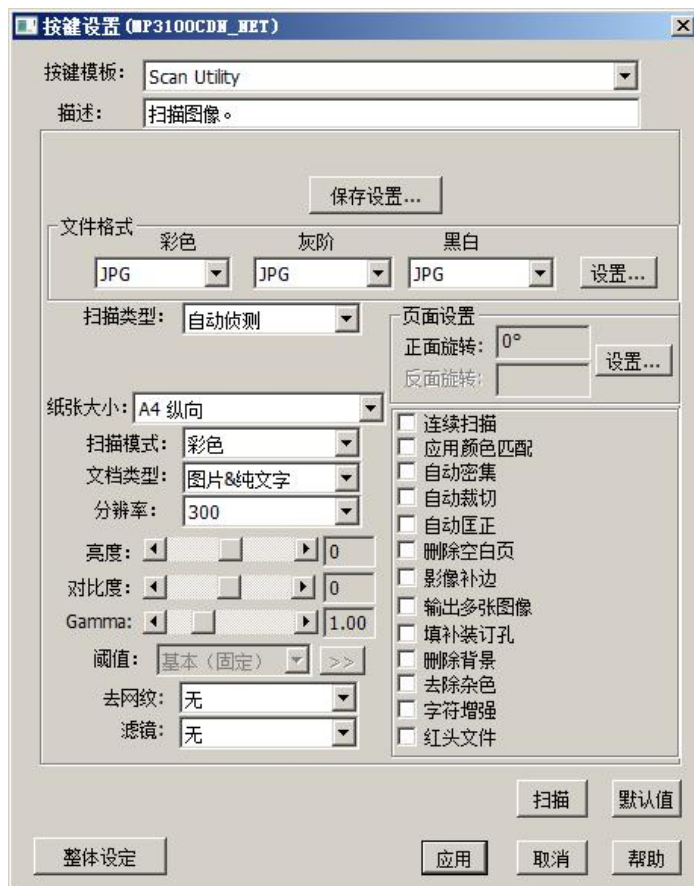 按键设置(MP3100CDN_NET)
按键模板: Scan Utility
描述: 扫描图像。
保存设置...
文件格式
彩色 灰阶 黑白
JPG JPG JPG 设置...
扫描类型: 自动侦测
页面设置
正面旋转: 0°
设置...
反面旋转:
纸张大小: A4 纵向
扫描模式: 彩色
文档类型: 图片&纯文字
分辨率: 300
亮度: 0
对比度: 0
Gamma: 1.00
阈值: 基本(固定) >>
去网纹: 无
滤镜: 无
连续扫描
应用颜色匹配
自动密集
自动裁切
自动匡正
删除空白页
影像补边
输出多张图像
填补装订孔
删除背景
去除杂色
字符增强
红头文件
扫描 默认值
整体设定 应用 取消 帮助